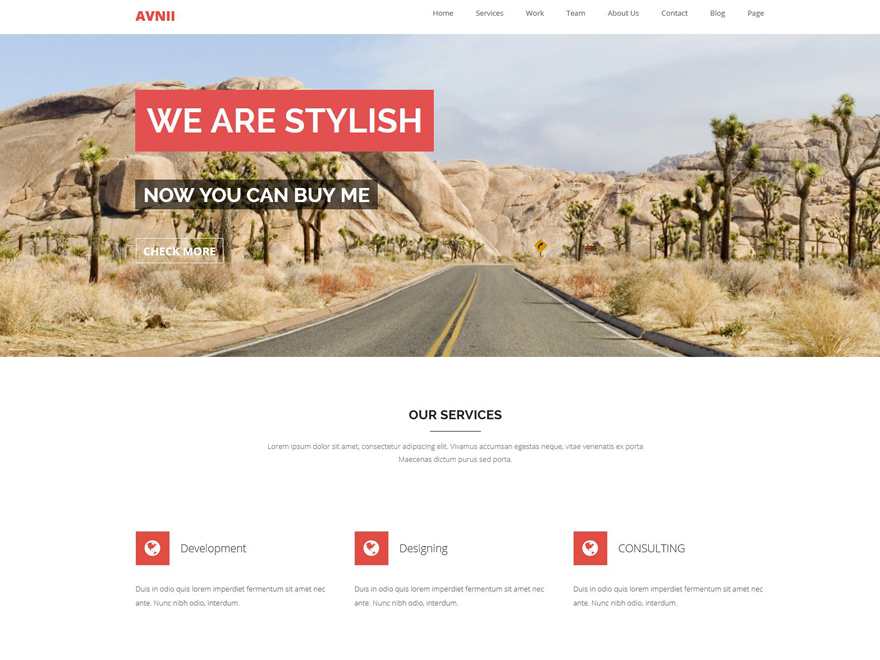 AVNII
Home Services Work Team About Us Contact Blog Page
WE ARE STYLISH
NOW YOU CAN BUY ME
CHECK MORE
OUR SERVICES
Lorem ipsum dolor sit amet, consectetur adipiscing elit. Vivamus accumsan egestas neque, vitae venenatis ex porta
Maecenas dictum purus sed porta.
Development
Duis in odio quis lorem imperdiet fermentum sit amet nec
ante. Nunc nibh odio, interdum.
Designing
Duis in odio quis lorem imperdiet fermentum sit amet nec
ante. Nunc nibh odio, interdum.
CONSULTING
Duis in odio quis lorem imperdiet fermentum sit amet nec
ante. Nunc nibh odio, interdum.